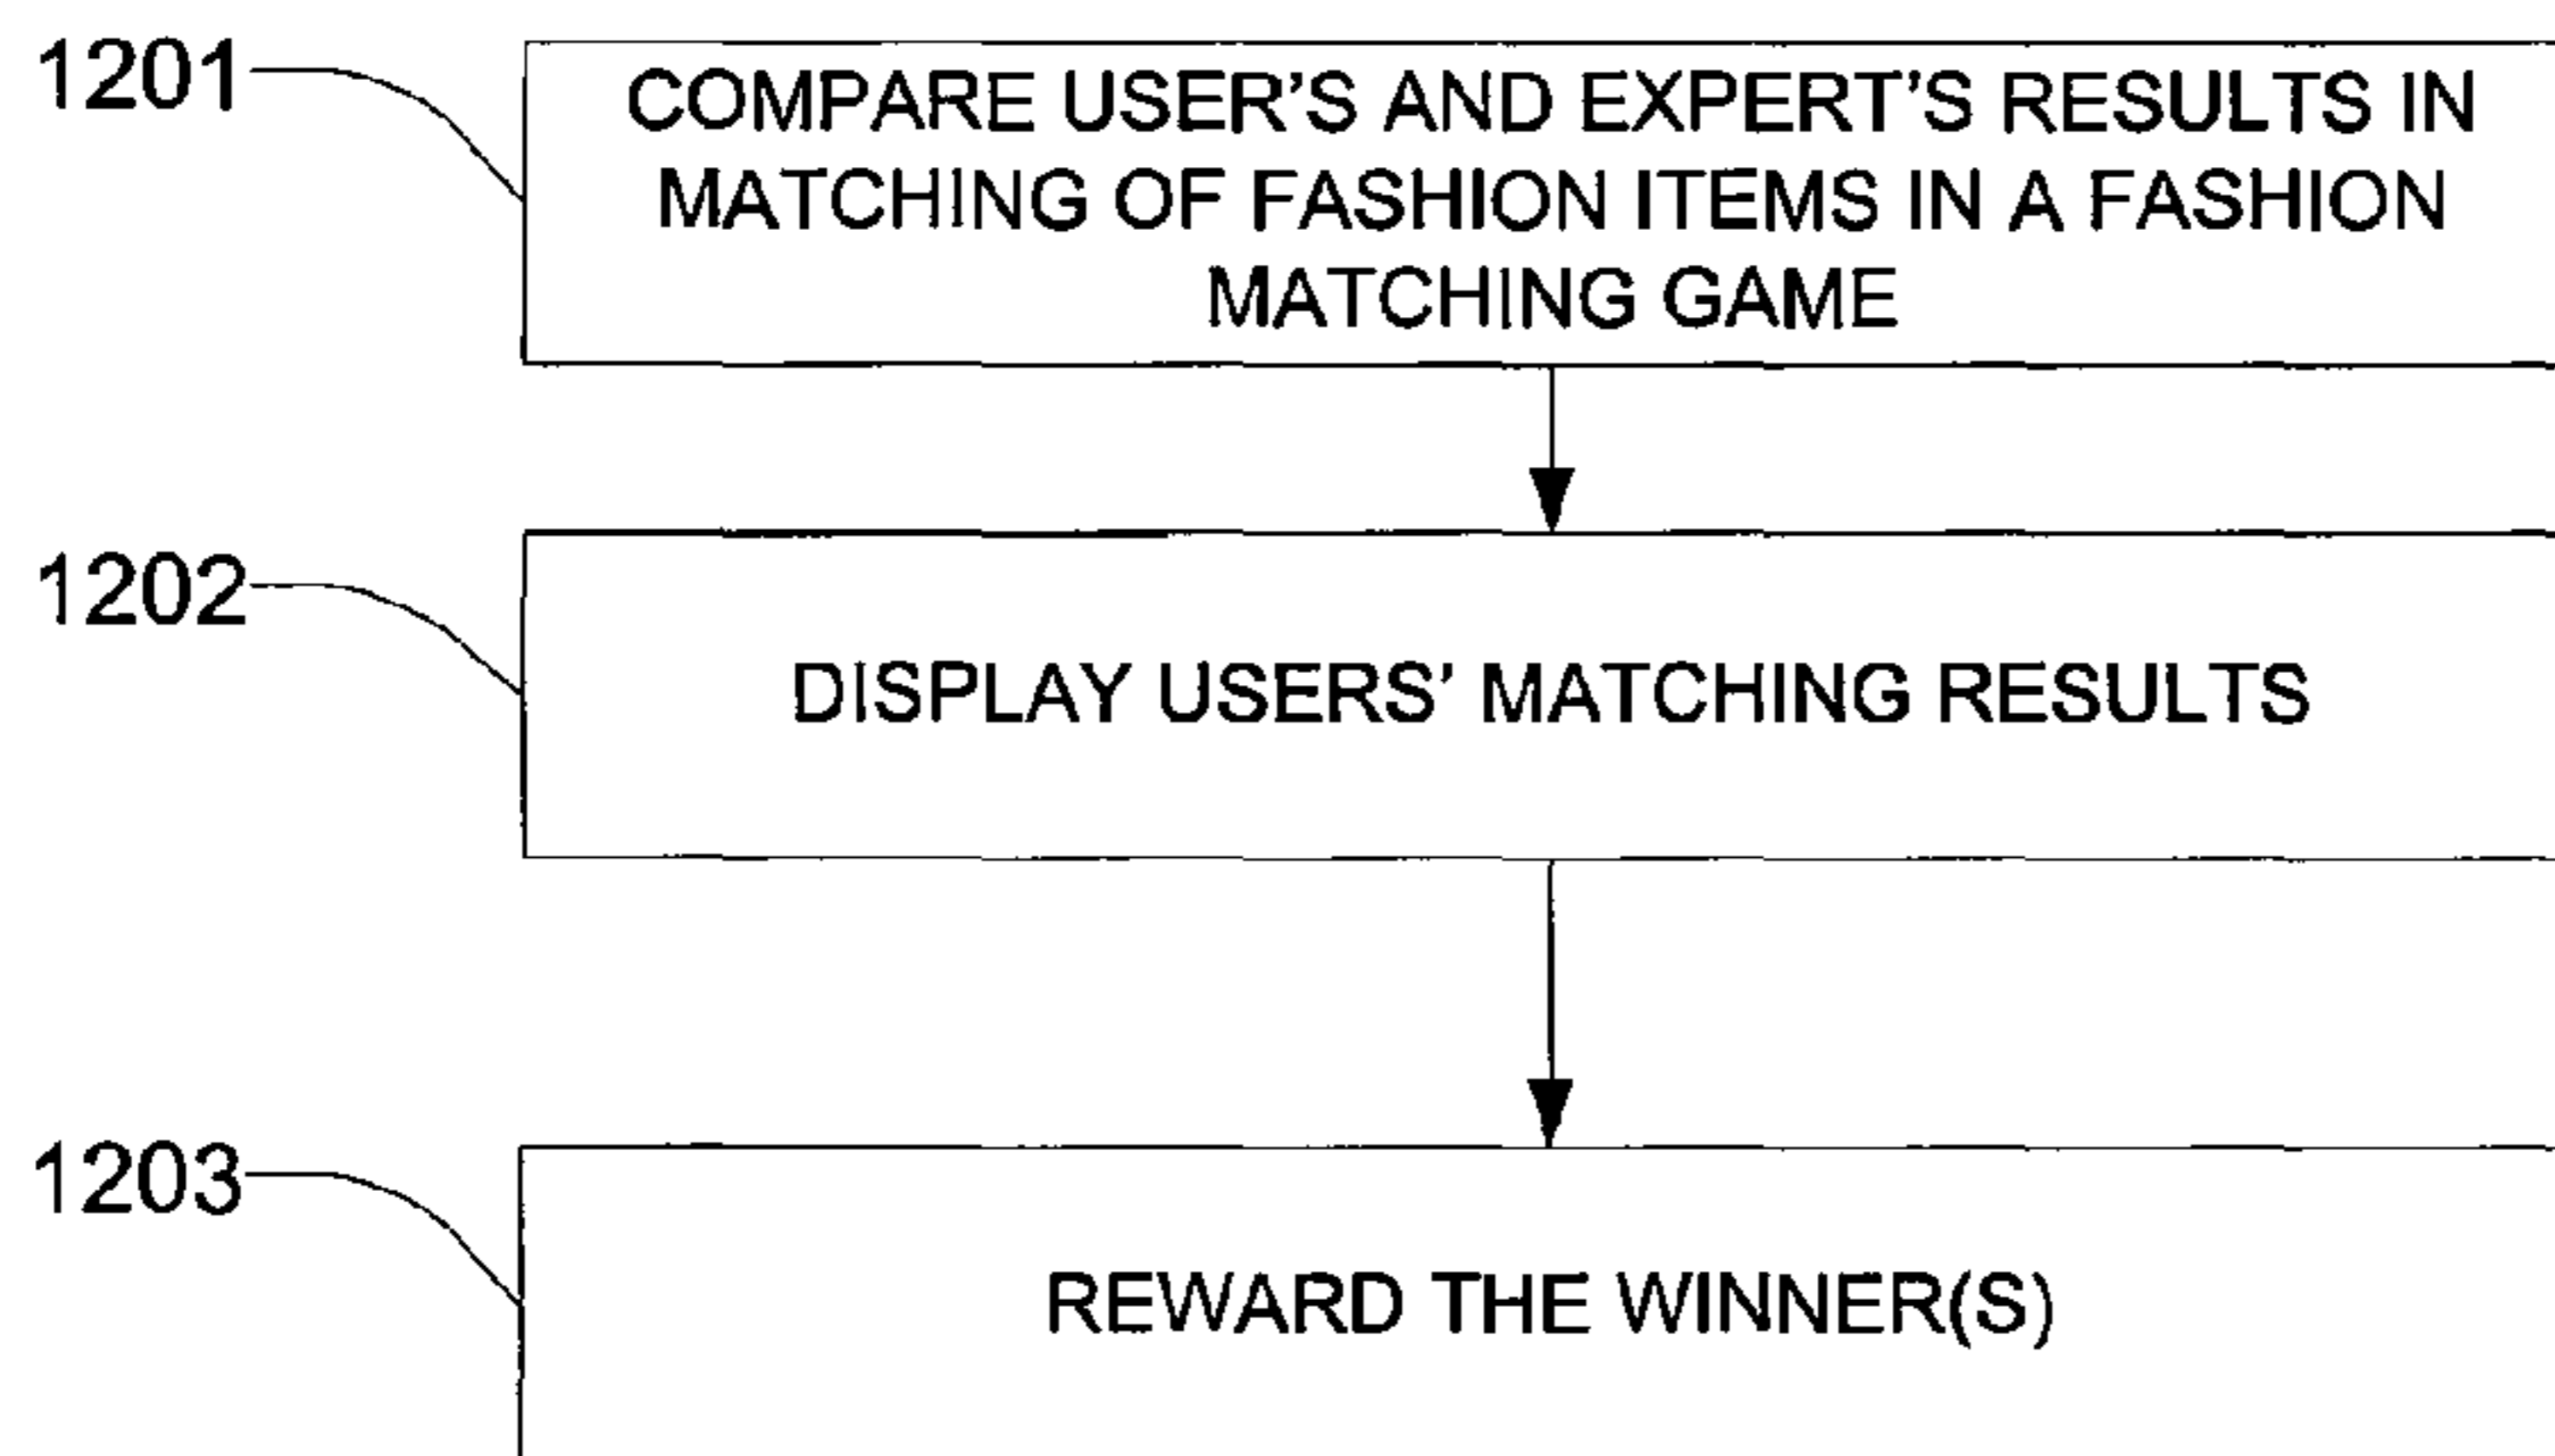 1201
COMPARE USER’S AND EXPERT’S RESULTS IN
MATCHING OF FASHION ITEMS IN A FASHION
MATCHING GAME
1202
DISPLAY USERS’ MATCHING RESULTS
1203
REWARD THE WINNER(S)